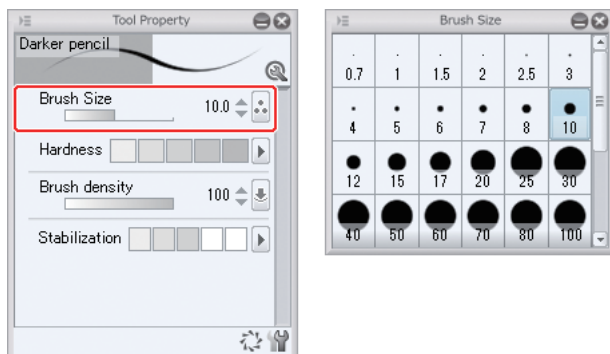 Tool Property
Darker pencil
Brush Size 10.0
Hardness
Brush density 100
Stabilization
Brush Size
0.7 1 1.5 2 2.5 3
4 5 6 7 8 10
12 15 17 20 25 30
40 50 60 70 80 100